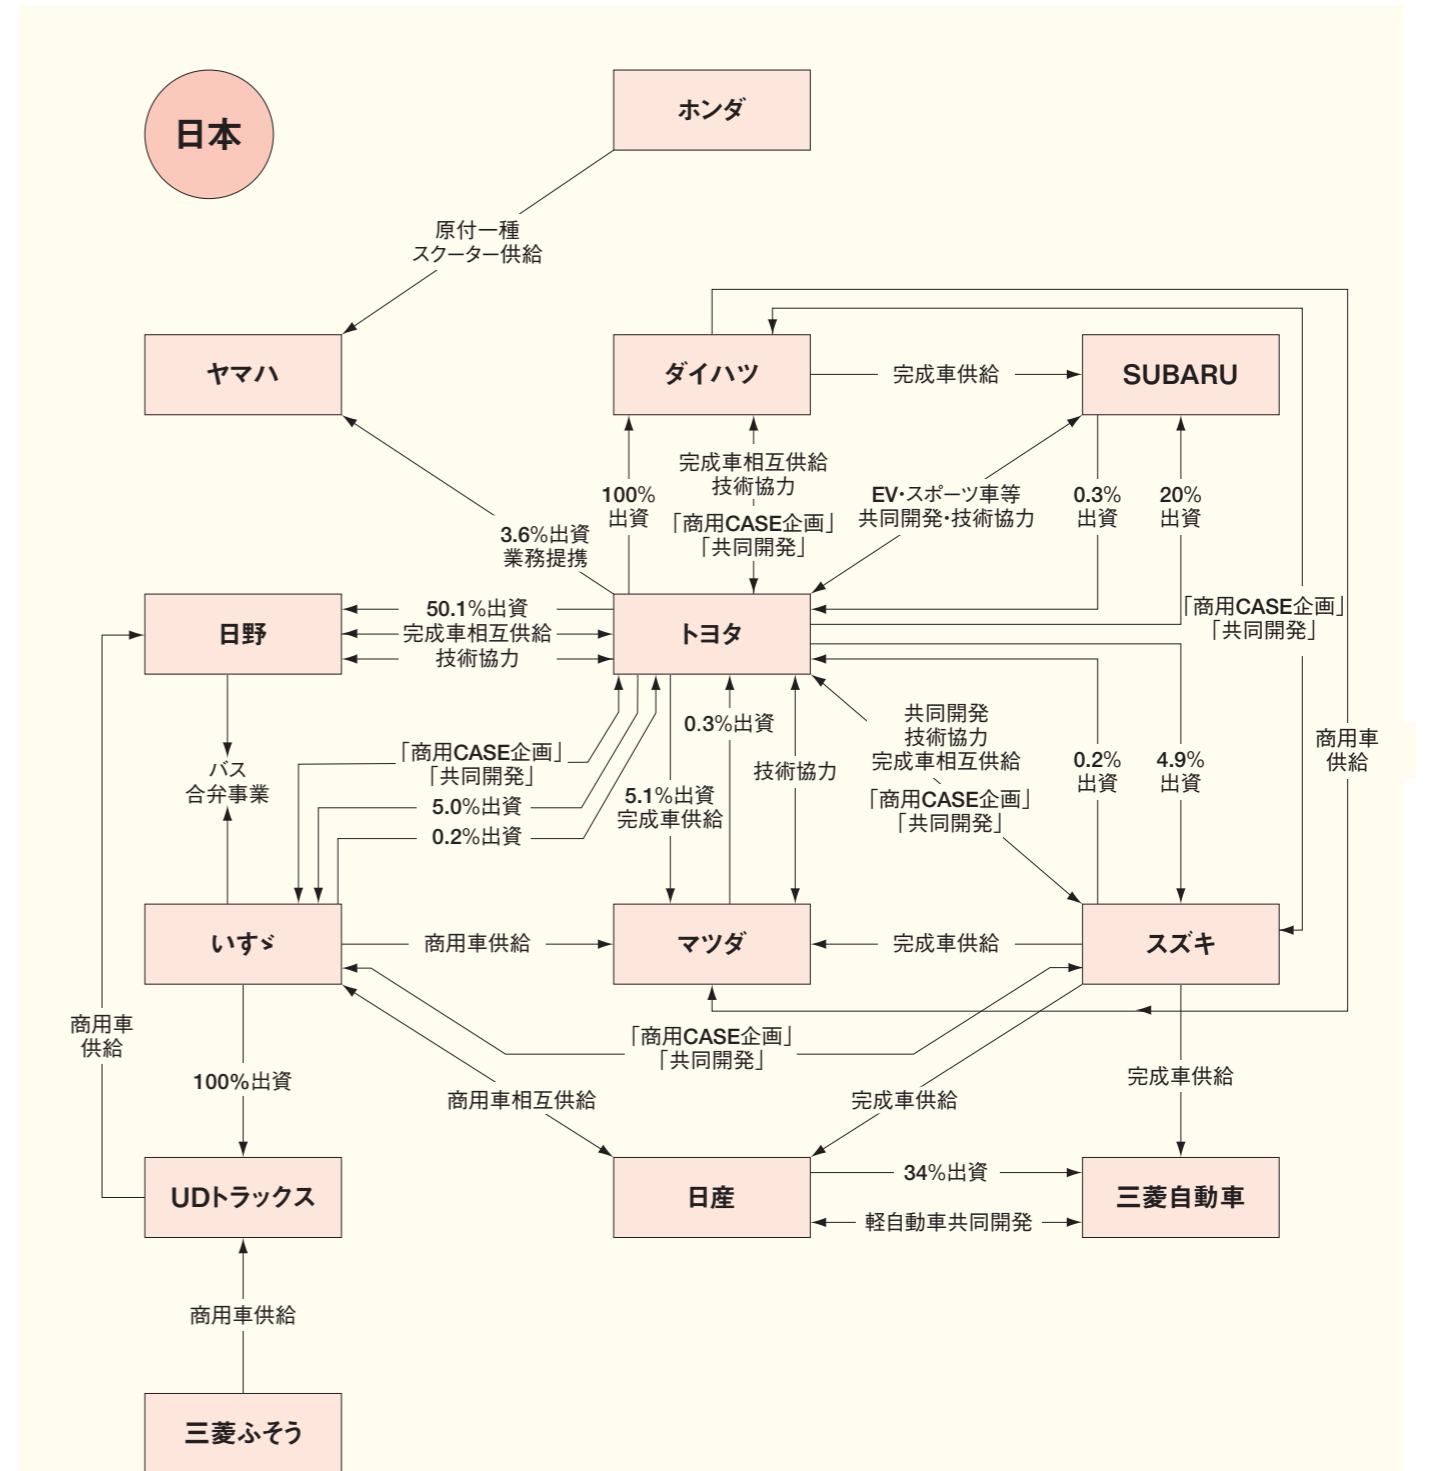 日本
ホンダ
原付一種
スクーター供給
ヤマハ
ダイハツ
完成車供給
SUBARU
3.6%出資
業務提携
100%
出資
完成車相互供給
技術協力
「商用CASE企画」
「共同開発」
EV・スポーツ車等
共同開発・技術協力
0.3%
出資
20%
出資
「商用CASE企画」
「共同開発」
日野
50.1%出資
完成車相互供給
技術協力
トヨタ
バス
合弁事業
「商用CASE企画」
「共同開発」
5.0%出資
0.2%出資
5.1%出資
完成車供給
0.3%出資
技術協力
共同開発
技術協力
完成車相互供給
「商用CASE企画」
「共同開発」
0.2%
出資
4.9%
出資
商用車
供給
いすゞ
商用車供給
マツダ
完成車供給
スズキ
商用車
供給
100%出資
「商用CASE企画」
「共同開発」
商用車相互供給
完成車供給
完成車供給
UDトラックス
日産
34%出資
軽自動車共同開発
三菱自動車
商用車供給
三菱ふそう